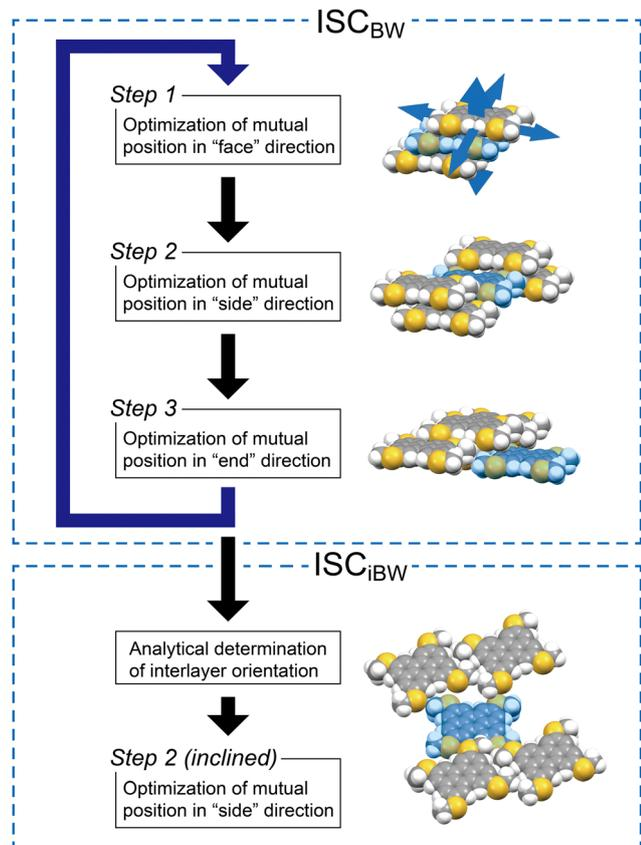 ISC_BW
Step 1
Optimization of mutual
position in “face” direction
Step 2
Optimization of mutual
position in “side” direction
Step 3
Optimization of mutual
position in “end” direction
ISC_iBW
Analytical determination
of interlayer orientation
Step 2 (inclined)
Optimization of mutual
position in “side” direction